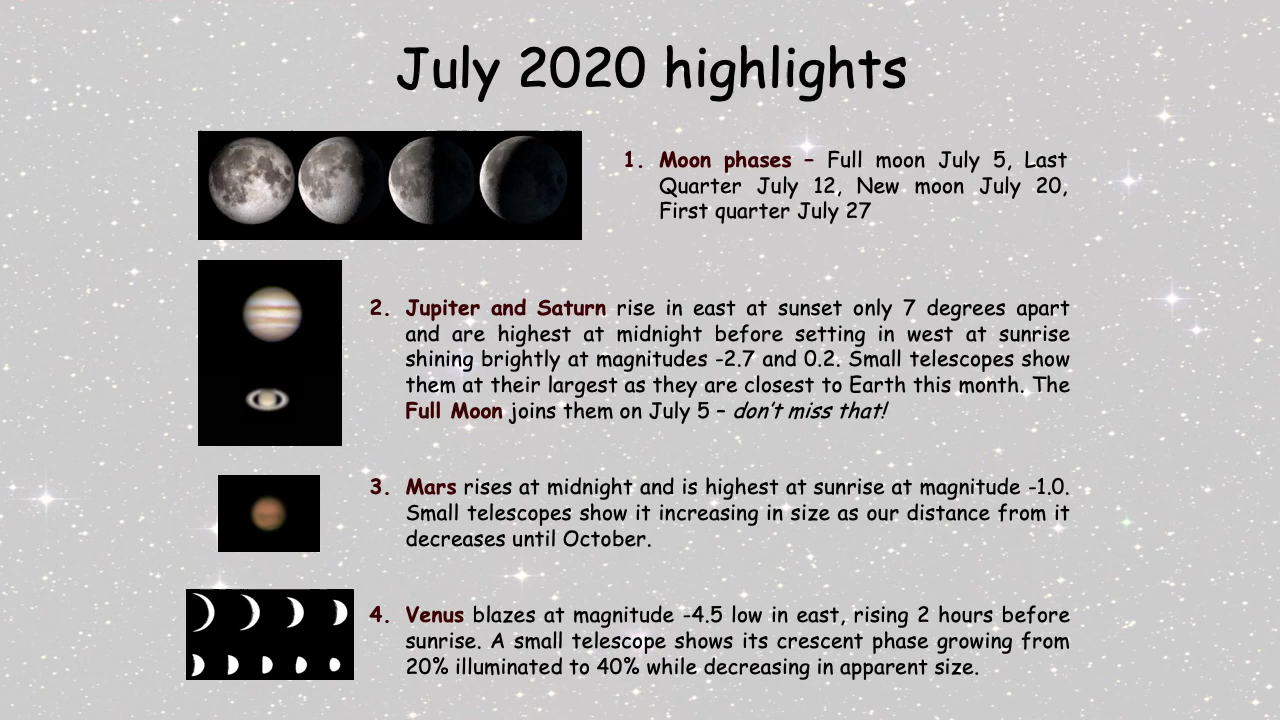 July 2020 highlights
1. Moon phases – Full moon July 5, Last
Quarter July 12, New moon July 20,
First quarter July 27
2. Jupiter and Saturn rise in east at sunset only 7 degrees apart
and are highest at midnight before setting in west at sunrise
shining brightly at magnitudes -2.7 and 0.2. Small telescopes show
them at their largest as they are closest to Earth this month. The
Full Moon joins them on July 5 – don't miss that!
3. Mars rises at midnight and is highest at sunrise at magnitude -1.0.
Small telescopes show it increasing in size as our distance from it
decreases until October.
4. Venus blazes at magnitude -4.5 low in east, rising 2 hours before
sunrise. A small telescope shows its crescent phase growing from
20% illuminated to 40% while decreasing in apparent size.